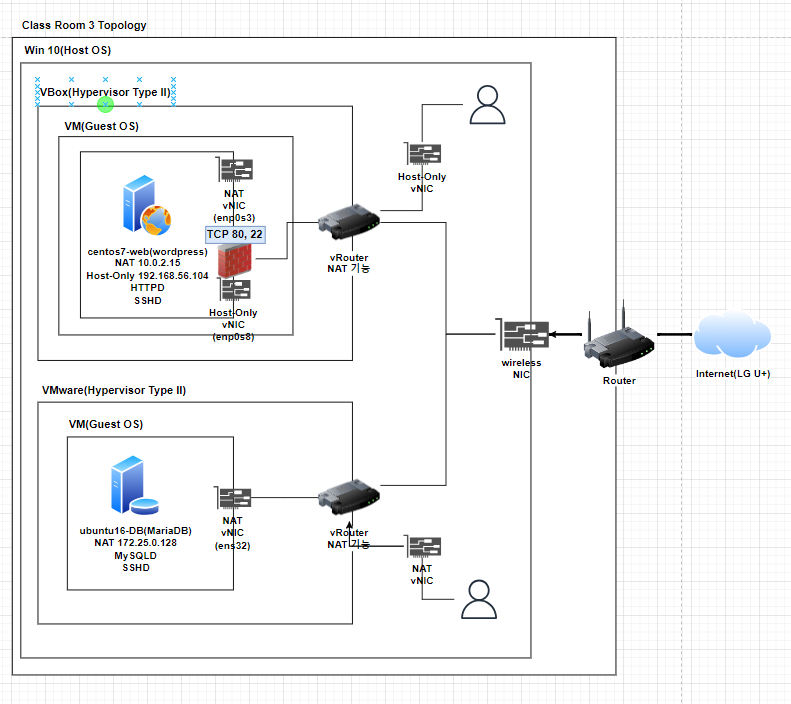 Class Room 3 Topology
Win 10(Host OS)
VBox(Hypervisor Type II)
VM(Guest OS)
NAT
vNIC
(enp0s3)
TCP 80, 22
centos7-web(wordpress)
NAT 10.0.2.15
Host-Only 192.168.56.104
HTTPD
SSHD
Host-Only
vNIC
(enp0s8)
vRouter
NAT 기능
Host-Only
vNIC
wireless
NIC
Router
Internet(LG U+)
VMware(Hypervisor Type II)
VM(Guest OS)
ubuntu16-DB(MariaDB)
NAT 172.25.0.128
MySQLD
SSHD
NAT
vNIC
(ens32)
vRouter
NAT 기능
NAT
vNIC